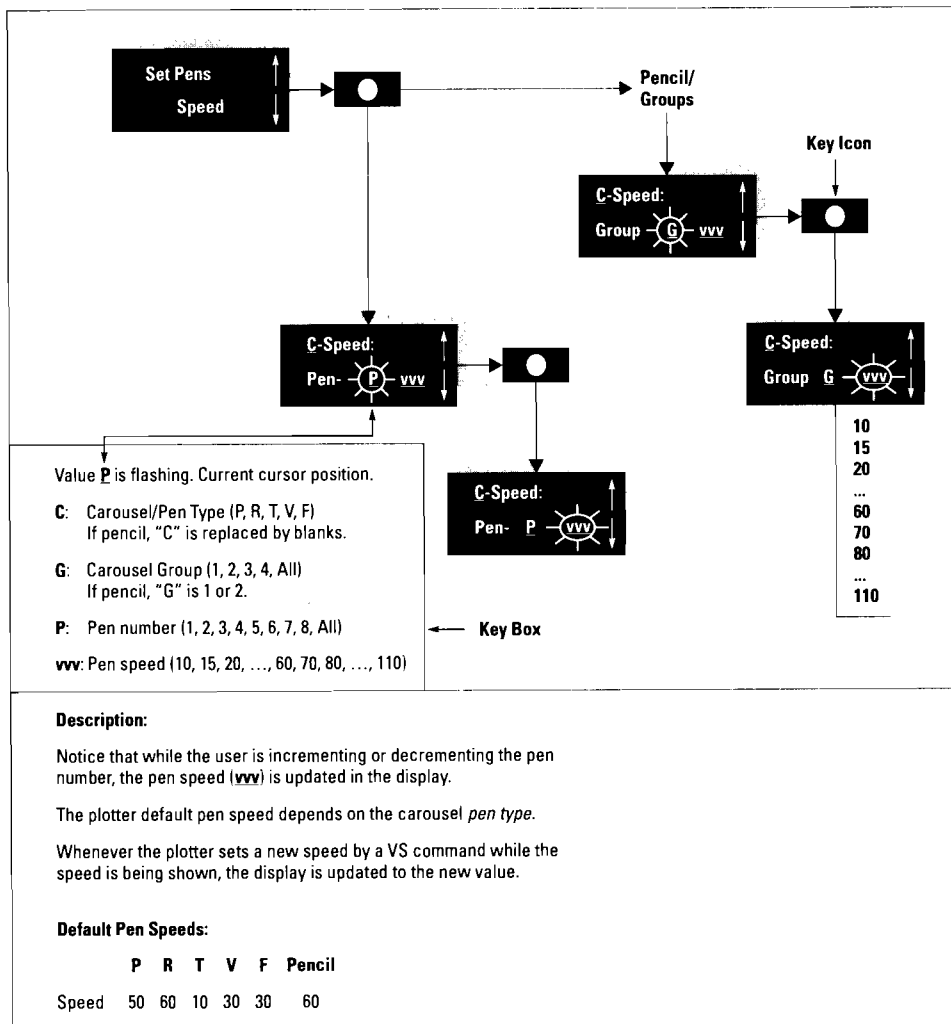 Set Pens
Speed
Pencil/
Groups
Key Icon
C-Speed:
Group G vvv
C-Speed:
Pen- P vvv
C-Speed:
Group G vvv
10
15
20
...
60
70
80
...
110
C-Speed:
Pen- P vvv
Value P is flashing. Current cursor position.
C: Carousel/Pen Type (P, R, T, V, F)
If pencil, "C" is replaced by blanks.
G: Carousel Group (1, 2, 3, 4, All)
If pencil, "G" is 1 or 2.
P: Pen number (1, 2, 3, 4, 5, 6, 7, 8, All)
vvv: Pen speed (10, 15, 20, ..., 60, 70, 80, ..., 110)
Key Box
Description:
Notice that while the user is incrementing or decrementing the pen
number, the pen speed (vvv) is updated in the display.
The plotter default pen speed depends on the carousel pen type.
Whenever the plotter sets a new speed by a VS command while the
speed is being shown, the display is updated to the new value.
Default Pen Speeds:
P R T V F Pencil
Speed 50 60 10 30 30 60